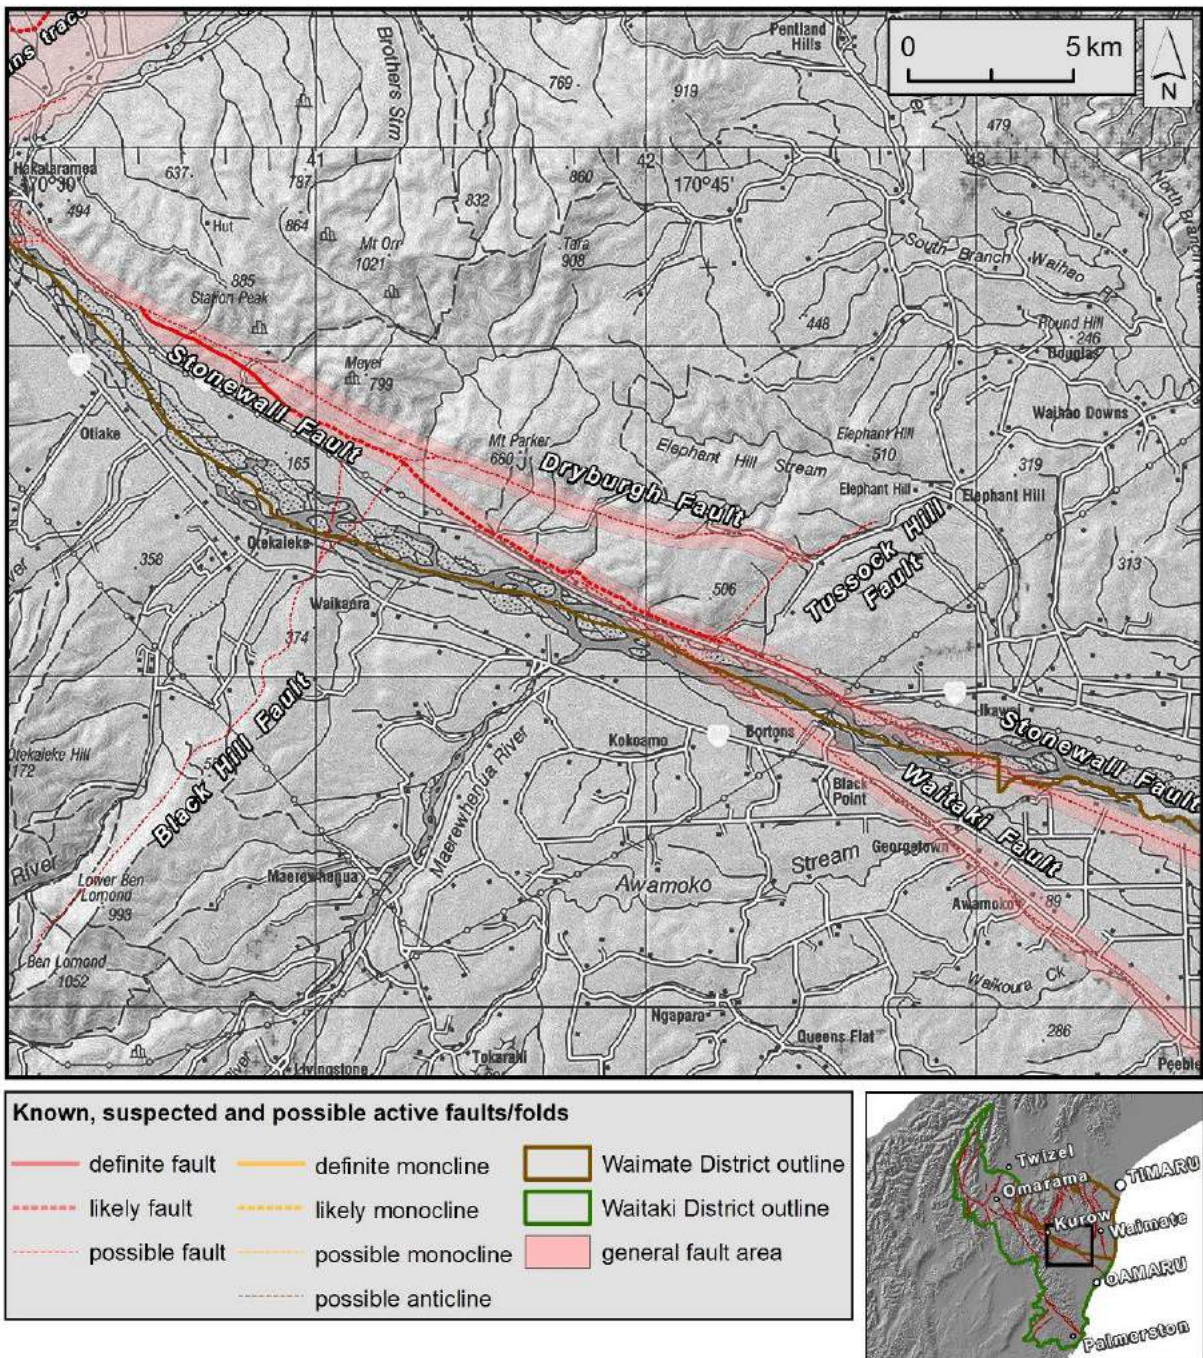 Pentland
Hills
0 5 km
N
Brothers Stm
769
919
479
41
42
43
Hakataramea
170°30'
637
787
860
170°45'
North Branch
494
Hut
864
832
Mt Orr
1021
Tara
908
South Branch Waihao R
885
Station Peak
448
Round Hill
246
Douglas
Stonewall Fault
Meyer
799
Waihao Downs
Otiake
165
Mt Parker
660
Elephant Hill Stream
Elephant Hill
510
319
Dryburgh Fault
Elephant Hill
Elephant Hill
Otekaieke
358
Waikaura
506
Tussock Hill
Fault
313
374
Black Hill Fault
Otekaieke Hill
Maerewhenua River
Kokoamo
Bortons
Ikawai
Stonewall Fault
Black
Point
Waitaki Fault
River
Lower Ben
Lomond
993
Maerewhenua
Awamoko
Stream
Georgetown
Awamoko
89
Ben Lomond
1052
Waikoura Ck
Ngapara
286
Queens Flat
Livingstone
Tokarahi
Known, suspected and possible active faults/folds
definite fault definite moncline Waimate District outline
likely fault likely monocline Waitaki District outline
possible fault possible monocline general fault area
possible anticline
Twizel
TIMARU
Omarama
Kurow
Waimate
OAMARU
Palmerston